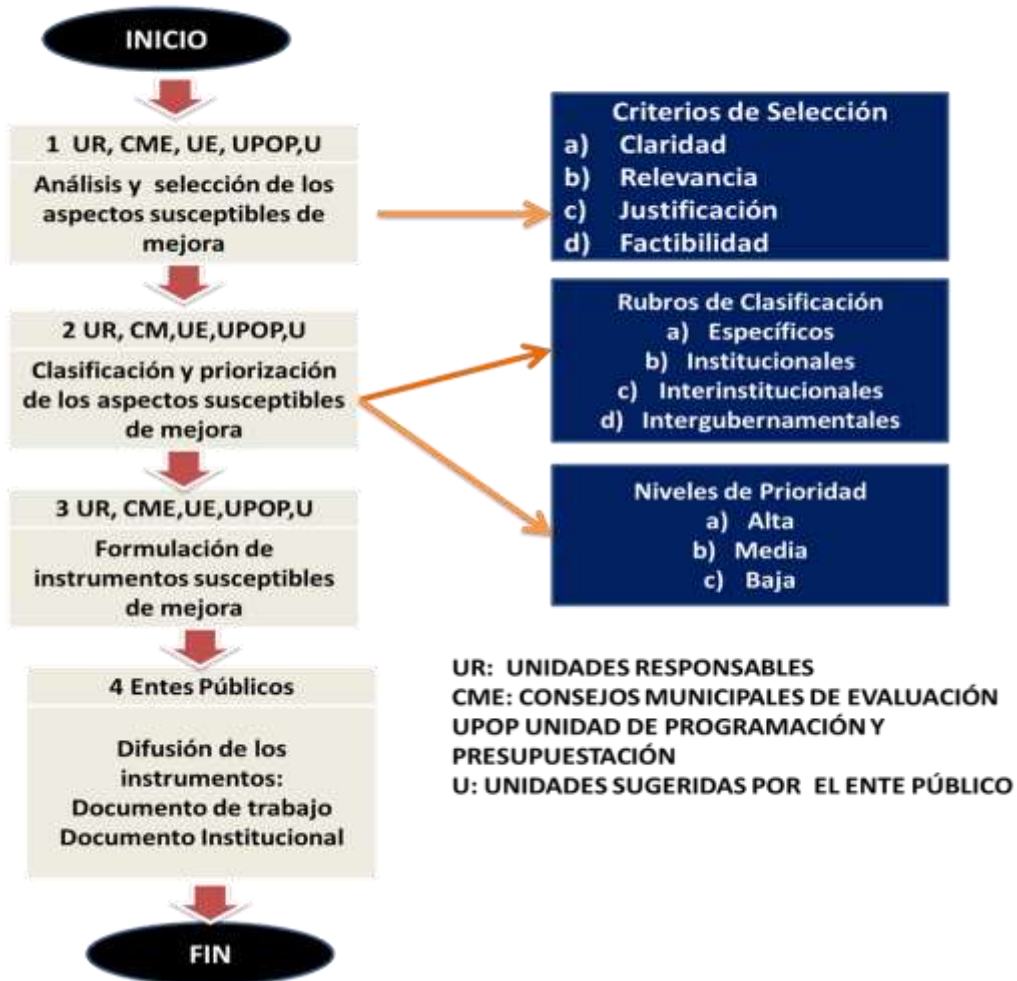 INICIO
1 UR, CME, UE, UPOP,U
Análisis y selección de los
aspectos susceptibles de
mejora
Criterios de Selección
a) Claridad
b) Relevancia
c) Justificación
d) Factibilidad
2 UR, CM,UE,UPOP,U
Clasificación y priorización
de los aspectos susceptibles
de mejora
Rubros de Clasificación
a) Específicos
b) Institucionales
c) Interinstitucionales
d) Intergubernamentales
Niveles de Prioridad
a) Alta
b) Media
c) Baja
3 UR, CME,UE,UPOP,U
Formulación de
instrumentos susceptibles
de mejora
4 Entes Públicos
Difusión de los
instrumentos:
Documento de trabajo
Documento Institucional
UR: UNIDADES RESPONSABLES
CME: CONSEJOS MUNICIPALES DE EVALUACIÓN
UPOP UNIDAD DE PROGRAMACIÓN Y
PRESUPUESTACIÓN
U: UNIDADES SUGERIDAS POR EL ENTE PÚBLICO
FIN